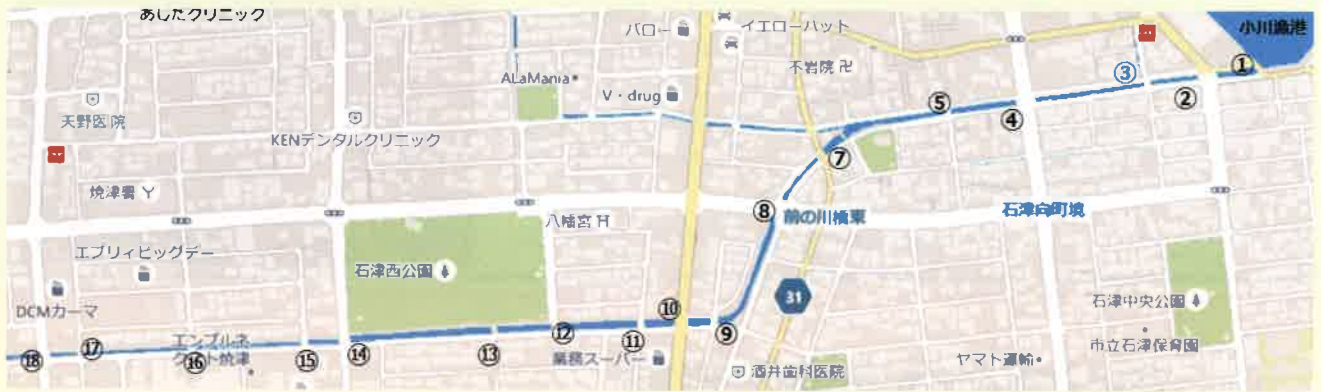 あしたクリニック
バロー
イエローハット
小川漁港
不岩院
①
②
③
④
⑤
ALaMania
V・drug
天野医院
KENデンタルクリニック
⑦
焼津署
⑧
前の川橋東
石津向町境
八幡宮
エブリィビッグデー
石津西公園
DCMカーマ
31
石津中央公園
市立石津保育園
ヤマト運輸
酒井歯科医院
業務スーパー
⑨
⑩
⑪
⑫
⑬
⑭
⑮
⑯
⑰
⑱